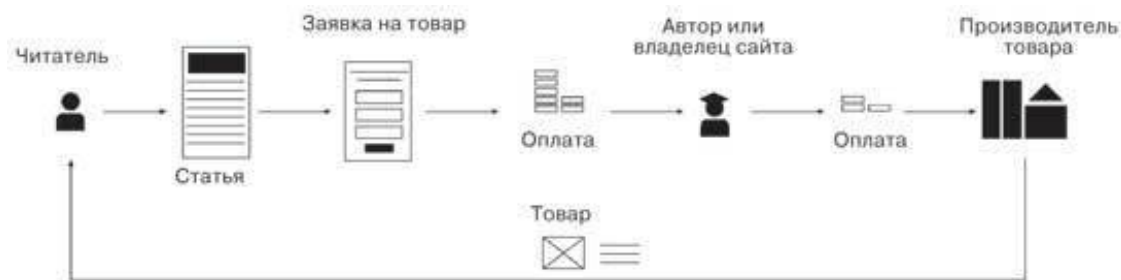 Читатель
Статья
Заявка на товар
Оплата
Автор или
владелец сайта
Оплата
Производитель
товара
Товар